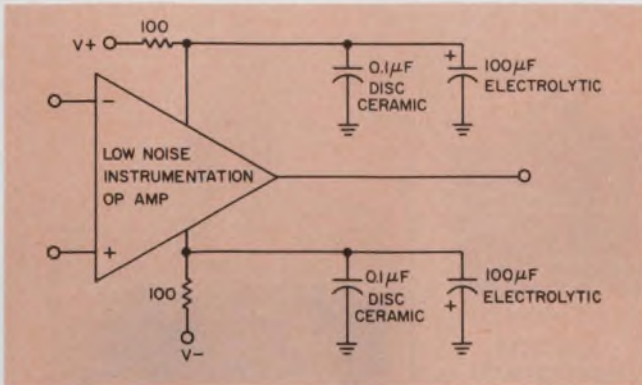 100
V+
0.1µF
DISC
CERAMIC
+
100µF
ELECTROLYTIC
−
LOW NOISE
INSTRUMENTATION
OP AMP
+
100
V−
0.1µF
DISC
CERAMIC
100µF
ELECTROLYTIC
+